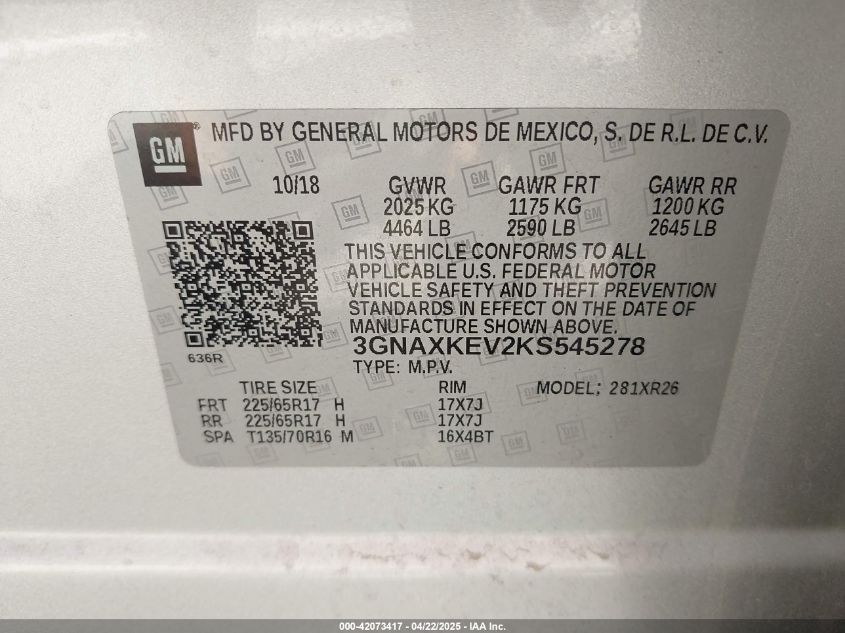 GM ® MFD BY GENERAL MOTORS DE MEXICO, S. DE R.L. DE C.V.
10/18 GVWR GAWR FRT GAWR RR
2025 KG 1175 KG 1200 KG
4464 LB 2590 LB 2645 LB
THIS VEHICLE CONFORMS TO ALL
APPLICABLE U.S. FEDERAL MOTOR
VEHICLE SAFETY AND THEFT PREVENTION
STANDARDS IN EFFECT ON THE DATE OF
MANUFACTURE SHOWN ABOVE.
636R
3GNAXKEV2KS545278
TYPE: M.P.V.
TIRE SIZE RIM MODEL; 281XR26
FRT 225/65R17 H 17X7J
RR 225/65R17 H 17X7J
SPA T135/70R16 M 16X4BT
000-42073417 - 04/22/2025 - IAA Inc.